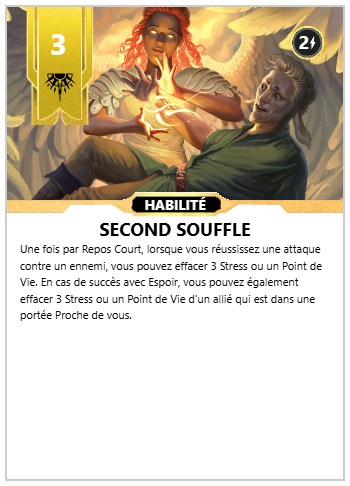 3
2
HABILITÉ
SECOND SOUFFLE
Une fois par Repos Court, lorsque vous réussissez une attaque
contre un ennemi, vous pouvez effacer 3 Stress ou un Point de
Vie. En cas de succès avec Espoir, vous pouvez également
effacer 3 Stress ou un Point de Vie d'un allié qui est dans une
portée Proche de vous.